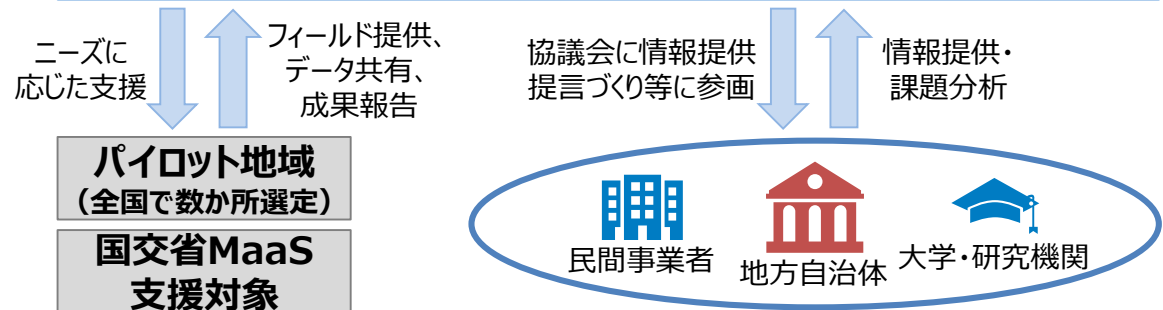 ニーズに
応じた支援
フィールド提供、
データ共有、
成果報告
協議会に情報提供
提言づくり等に参画
情報提供・
課題分析
パイロット地域
(全国で数か所選定)
国交省MaaS
支援対象
民間事業者
地方自治体
大学・研究機関